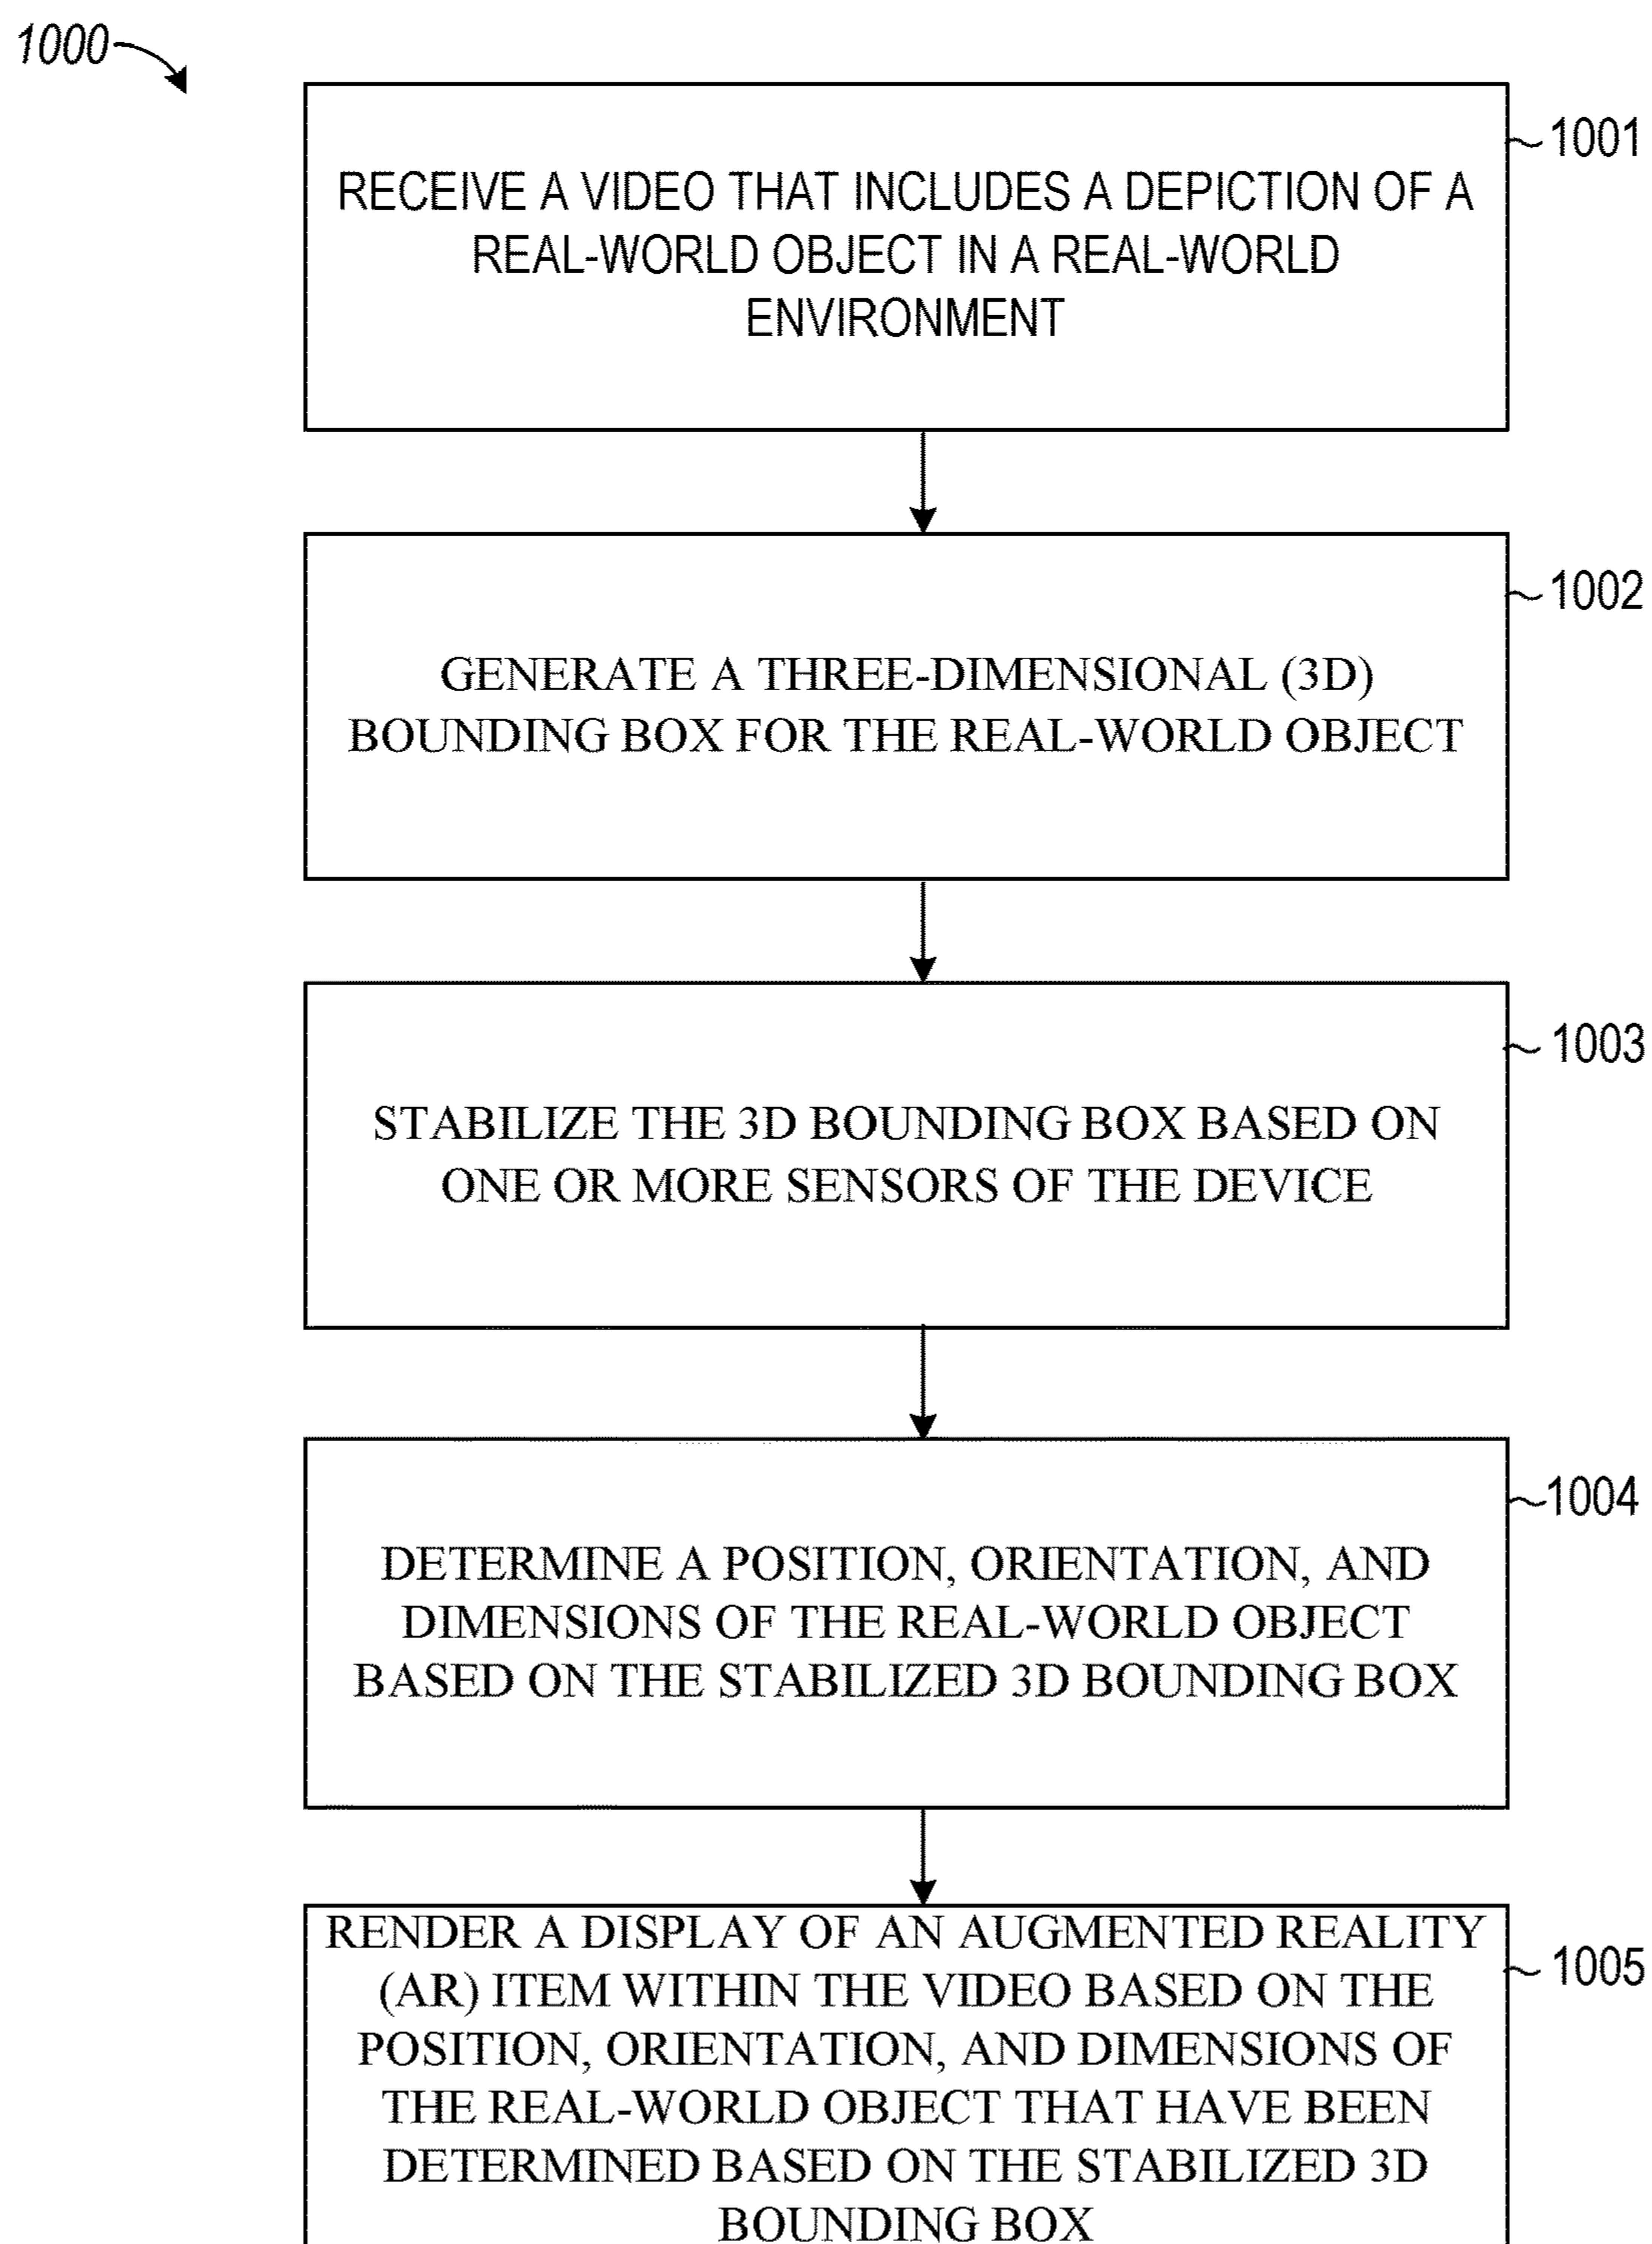 1000
RECEIVE A VIDEO THAT INCLUDES A DEPICTION OF A
REAL-WORLD OBJECT IN A REAL-WORLD
ENVIRONMENT
1001
GENERATE A THREE-DIMENSIONAL (3D)
BOUNDING BOX FOR THE REAL-WORLD OBJECT
1002
STABILIZE THE 3D BOUNDING BOX BASED ON
ONE OR MORE SENSORS OF THE DEVICE
1003
DETERMINE A POSITION, ORIENTATION, AND
DIMENSIONS OF THE REAL-WORLD OBJECT
BASED ON THE STABILIZED 3D BOUNDING BOX
1004
RENDER A DISPLAY OF AN AUGMENTED REALITY
(AR) ITEM WITHIN THE VIDEO BASED ON THE
POSITION, ORIENTATION, AND DIMENSIONS OF
THE REAL-WORLD OBJECT THAT HAVE BEEN
DETERMINED BASED ON THE STABILIZED 3D
BOUNDING BOX
1005